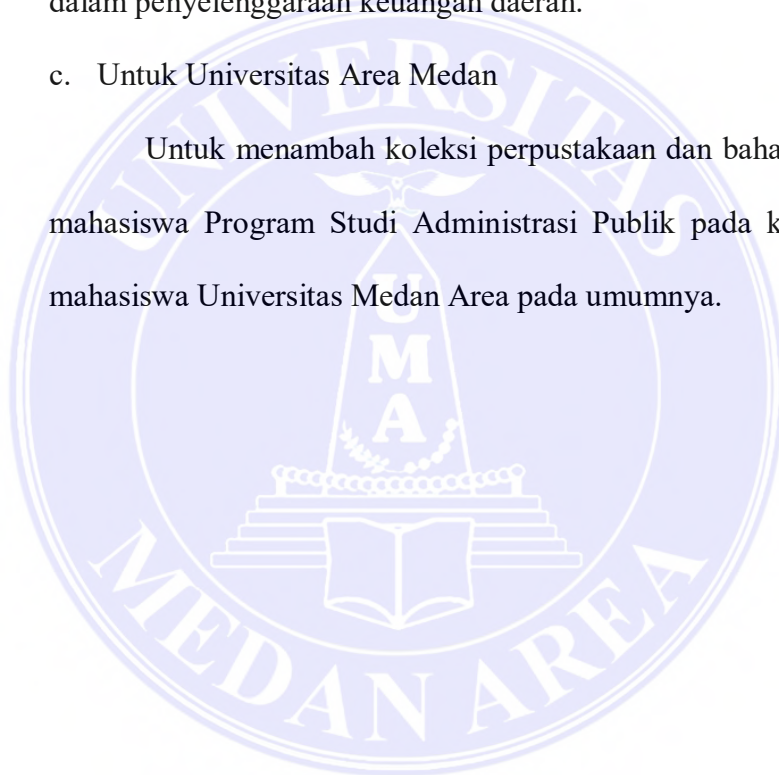 dalam penyelenggaraan keuangan daerah.
c. Untuk Universitas Area Medan
Untuk menambah koleksi perpustakaan dan baha
mahasiswa Program Studi Administrasi Publik pada k
mahasiswa Universitas Medan Area pada umumnya.
UNIVERSITAS
U
M
A
MEDAN AREA